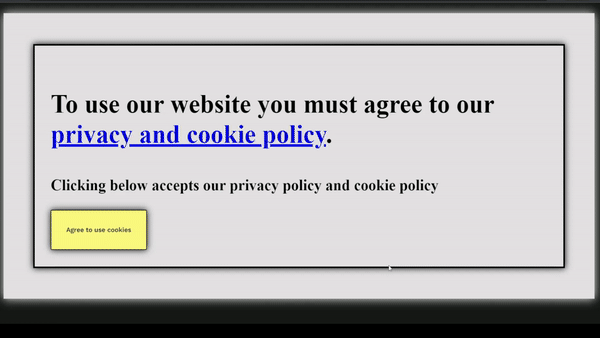 To use our website you must agree to our
privacy and cookie policy.
Clicking below accepts our privacy policy and cookie policy
Agree to use cookies